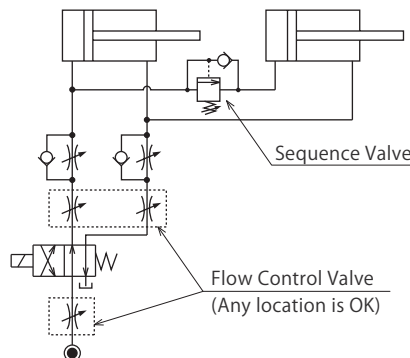 Sequence Valve
Flow Control Valve
(Any location is OK)